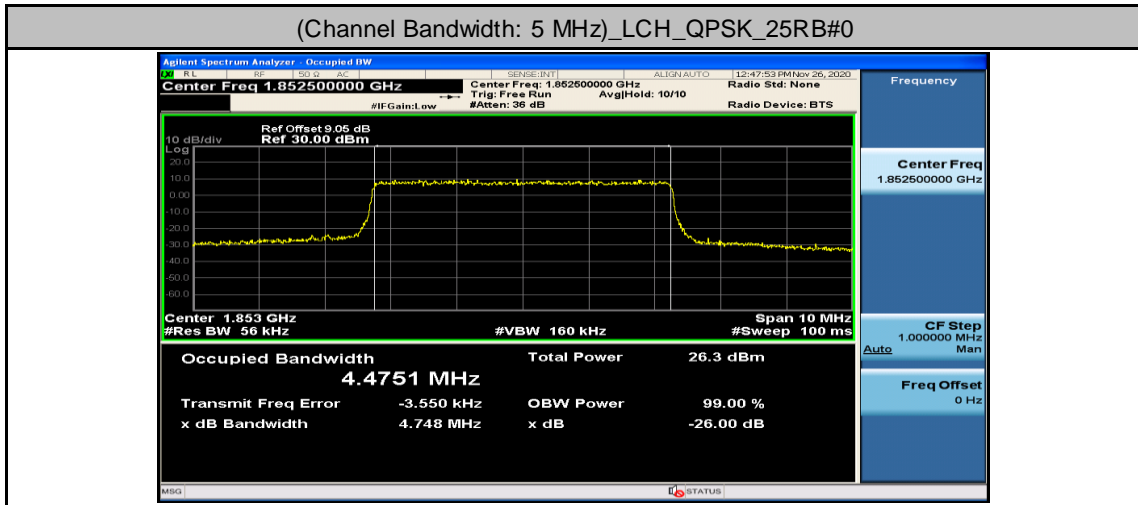 (Channel Bandwidth: 5 MHz)_LCH_QPSK_25RB#0
Agilent Spectrum Analyzer - Occupied BW
LXI RL RF 50 Ω AC SENSE:INT ALIGN AUTO 12:47:53 PM Nov 26, 2020
Center Freq 1.852500000 GHz
Center Freq: 1.852500000 GHz
Radio Std: None
Trig: Free Run Avg|Hold: 10/10
#IFGain:Low
#Atten: 36 dB
Radio Device: BTS
Ref Offset 9.05 dB
10 dB/div Ref 30.00 dBm
Log
20.0
10.0
0.00
-10.0
-20.0
-30.0
-40.0
-50.0
-60.0
Center 1.853 GHz Span 10 MHz
#Res BW 56 kHz #VBW 160 kHz #Sweep 100 ms
Occupied Bandwidth Total Power 26.3 dBm
4.4751 MHz
Transmit Freq Error -3.550 kHz OBW Power 99.00 %
x dB Bandwidth 4.748 MHz x dB -26.00 dB
Frequency
Center Freq
1.852500000 GHz
CF Step
1.000000 MHz
Auto Man
Freq Offset
0 Hz
MSG STATUS